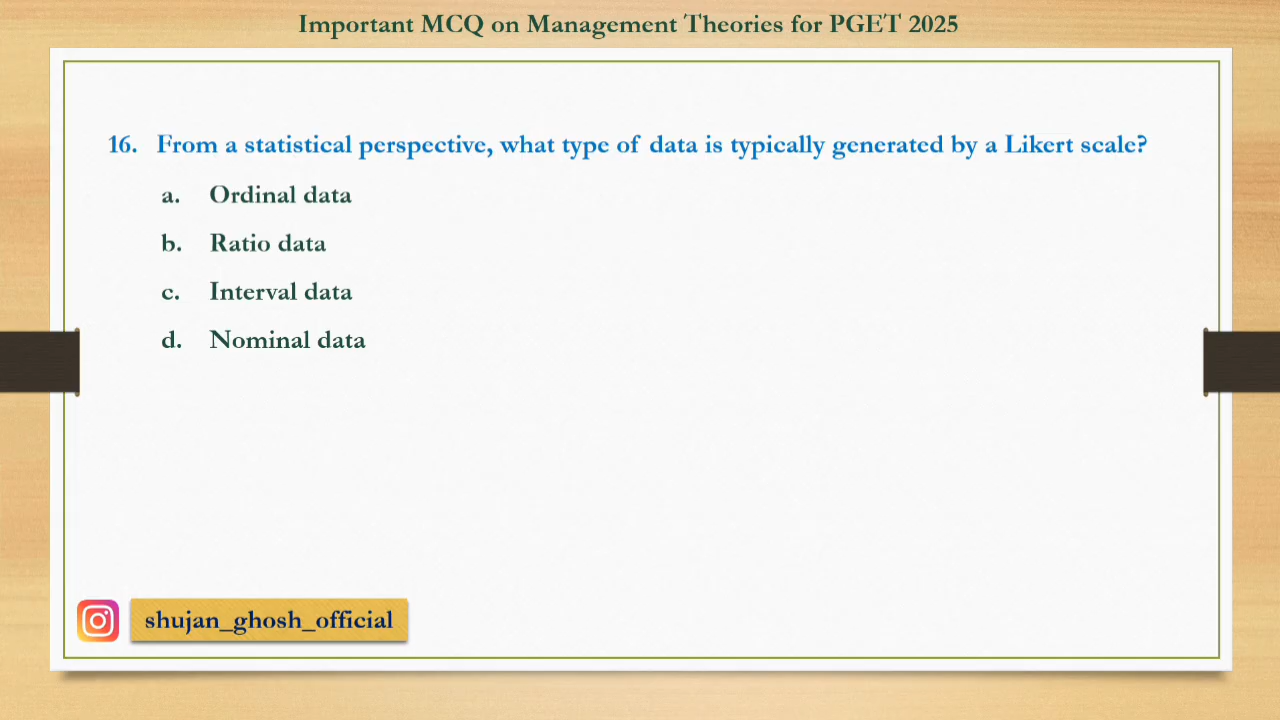 Important MCQ on Management Theories for PGET 2025
16. From a statistical perspective, what type of data is typically generated by a Likert scale?
a. Ordinal data
b. Ratio data
c. Interval data
d. Nominal data
shujan_ghosh_official